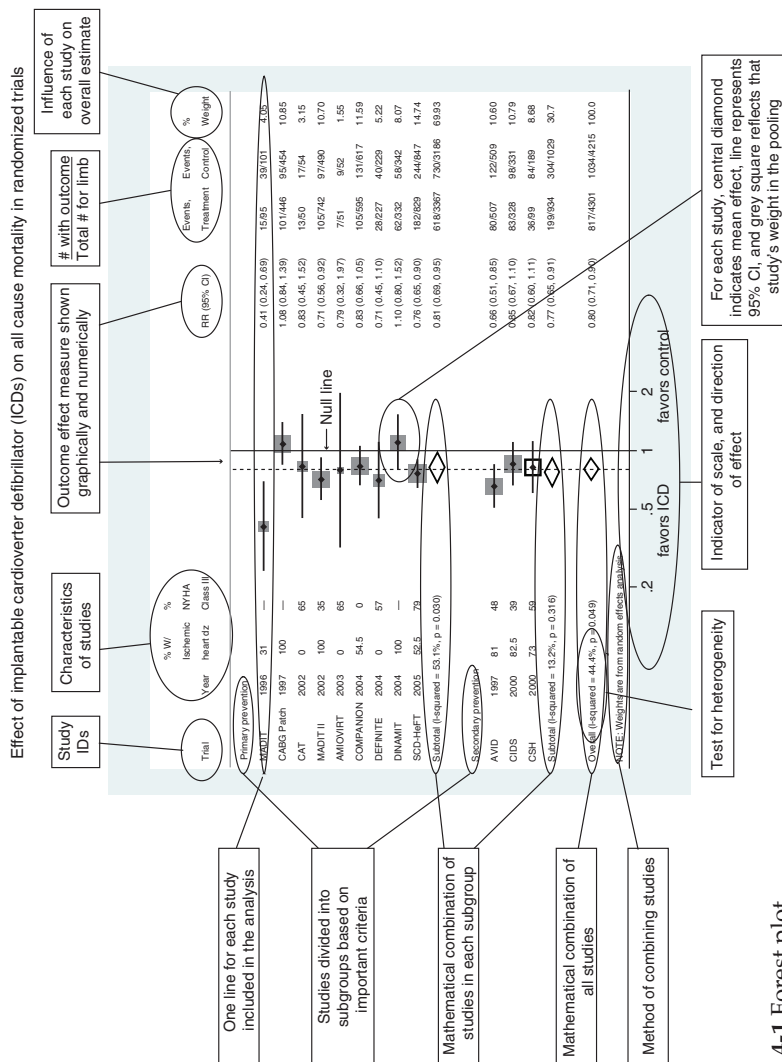 Effect of implantable cardioverter defibrillator (ICDs) on all cause mortality in randomized trials
Study
IDs
Characteristics
of studies
Outcome effect measure shown
graphically and numerically
# with outcome
Total # for limb
Influence of
each study on
overall estimate
% W/ % Events, Events, %
Ischemic NYHA
Trial Year heart dz Class III RR (95% CI) Treatment Control Weight
Primary prevention
MADIT 1996 31 — 0.41 (0.24, 0.69) 15/95 39/101 4.05
CABG Patch 1997 100 — 1.08 (0.84, 1.39) 101/446 95/454 10.85
CAT 2002 0 65 0.83 (0.45, 1.52) 13/50 17/54 3.15
MADIT II 2002 100 35 0.71 (0.56, 0.92) 105/742 97/490 10.70
AMIOVIRT 2003 0 65 0.79 (0.32, 1.97) 7/51 9/52 1.55
COMPANION 2004 54.5 0 0.83 (0.66, 1.05) 105/595 131/617 11.59
DEFINITE 2004 0 57 0.71 (0.45, 1.10) 28/227 40/229 5.22
DINAMIT 2004 100 — 1.10 (0.80, 1.52) 62/332 58/342 8.07
SCD-HeFT 2005 52.5 79 0.76 (0.65, 0.90) 182/829 244/847 14.74
Subtotal (I-squared = 53.1%, p = 0.030) 0.81 (0.69, 0.95) 618/3367 730/3186 69.93
Secondary prevention
AVID 1997 81 48 0.66 (0.51, 0.85) 80/507 122/509 10.60
CIDS 2000 82.5 39 0.85 (0.67, 1.10) 83/328 98/331 10.79
CSH 2000 73 59 0.82 (0.60, 1.11) 36/99 84/189 8.68
Subtotal (I-squared = 13.2%, p = 0.316) 0.77 (0.65, 0.91) 199/934 304/1029 30.7
Overall (I-squared = 44.4%, p = 0.049) 0.80 (0.71, 0.90) 817/4301 1034/4215 100.0
NOTE: Weights are from random effects analysis
Null line
.2 .5 1 2
favors ICD favors control
One line for each study
included in the analysis
Studies divided into
subgroups based on
important criteria
Mathematical combination of
studies in each subgroup
Mathematical combination of
all studies
Method of combining studies
Test for heterogeneity
Indicator of scale, and direction
of effect
For each study, central diamond
indicates mean effect, line represents
95% CI, and grey square reflects that
study's weight in the pooling
4-1 Forest plot